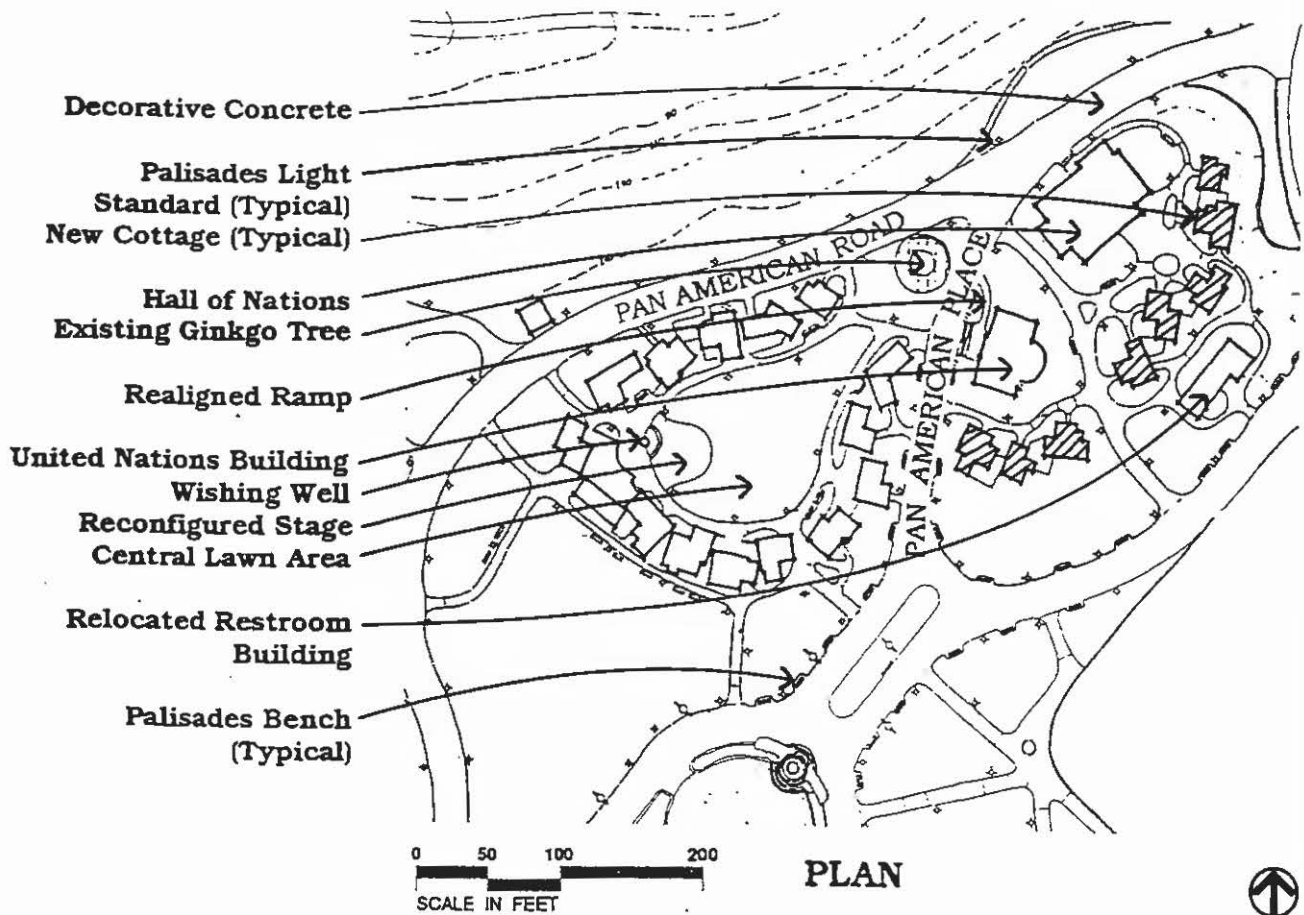 Decorative Concrete
Palisades Light
Standard (Typical)
New Cottage (Typical)
Hall of Nations
Existing Ginkgo Tree
Realigned Ramp
United Nations Building
Wishing Well
Reconfigured Stage
Central Lawn Area
Relocated Restroom
Building
Palisades Bench
(Typical)
PAN AMERICAN ROAD
PAN AMERICAN PLACE
PAN AMERICAN
0 50 100 200
SCALE IN FEET
PLAN